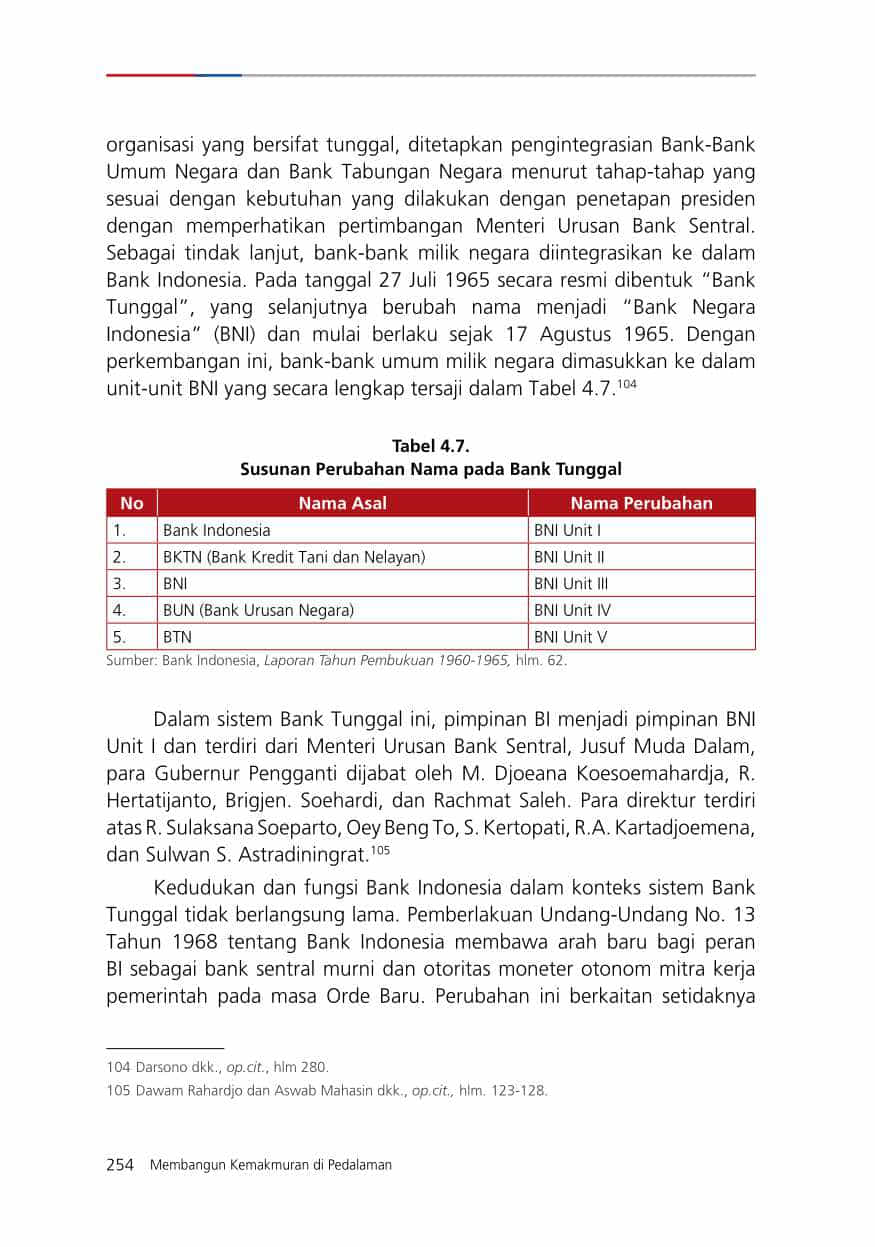 organisasi yang bersifat tunggal, ditetapkan pengintegrasian Bank-Bank
Umum Negara dan Bank Tabungan Negara menurut tahap-tahap yang
sesuai dengan kebutuhan yang dilakukan dengan penetapan presiden
dengan memperhatikan pertimbangan Menteri Urusan Bank Sentral.
Sebagai tindak lanjut, bank-bank milik negara diintegrasikan ke dalam
Bank Indonesia. Pada tanggal 27 Juli 1965 secara resmi dibentuk “Bank
Tunggal”, yang selanjutnya berubah nama menjadi “Bank Negara
Indonesia” (BNI) dan mulai berlaku sejak 17 Agustus 1965. Dengan
perkembangan ini, bank-bank umum milik negara dimasukkan ke dalam
unit-unit BNI yang secara lengkap tersaji dalam Tabel 4.7.104
Tabel 4.7.
Susunan Perubahan Nama pada Bank Tunggal
No Nama Asal Nama Perubahan
1. Bank Indonesia BNI Unit I
2. BKTN (Bank Kredit Tani dan Nelayan) BNI Unit II
3. BNI BNI Unit III
4. BUN (Bank Urusan Negara) BNI Unit IV
5. BTN BNI Unit V
Sumber: Bank Indonesia, Laporan Tahun Pembukuan 1960-1965, hlm. 62.
Dalam sistem Bank Tunggal ini, pimpinan BI menjadi pimpinan BNI
Unit I dan terdiri dari Menteri Urusan Bank Sentral, Jusuf Muda Dalam,
para Gubernur Pengganti dijabat oleh M. Djoeana Koesoemahardja, R.
Hertatijanto, Brigjen. Soehardi, dan Rachmat Saleh. Para direktur terdiri
atas R. Sulaksana Soeparto, Oey Beng To, S. Kertopati, R.A. Kartadjoemena,
dan Sulwan S. Astradiningrat.105
Kedudukan dan fungsi Bank Indonesia dalam konteks sistem Bank
Tunggal tidak berlangsung lama. Pemberlakuan Undang-Undang No. 13
Tahun 1968 tentang Bank Indonesia membawa arah baru bagi peran
BI sebagai bank sentral murni dan otoritas moneter otonom mitra kerja
pemerintah pada masa Orde Baru. Perubahan ini berkaitan setidaknya
104 Darsono dkk., op.cit., hlm 280.
105 Dawam Rahardjo dan Aswab Mahasin dkk., op.cit., hlm. 123-128.
254 Membangun Kemakmuran di Pedalaman